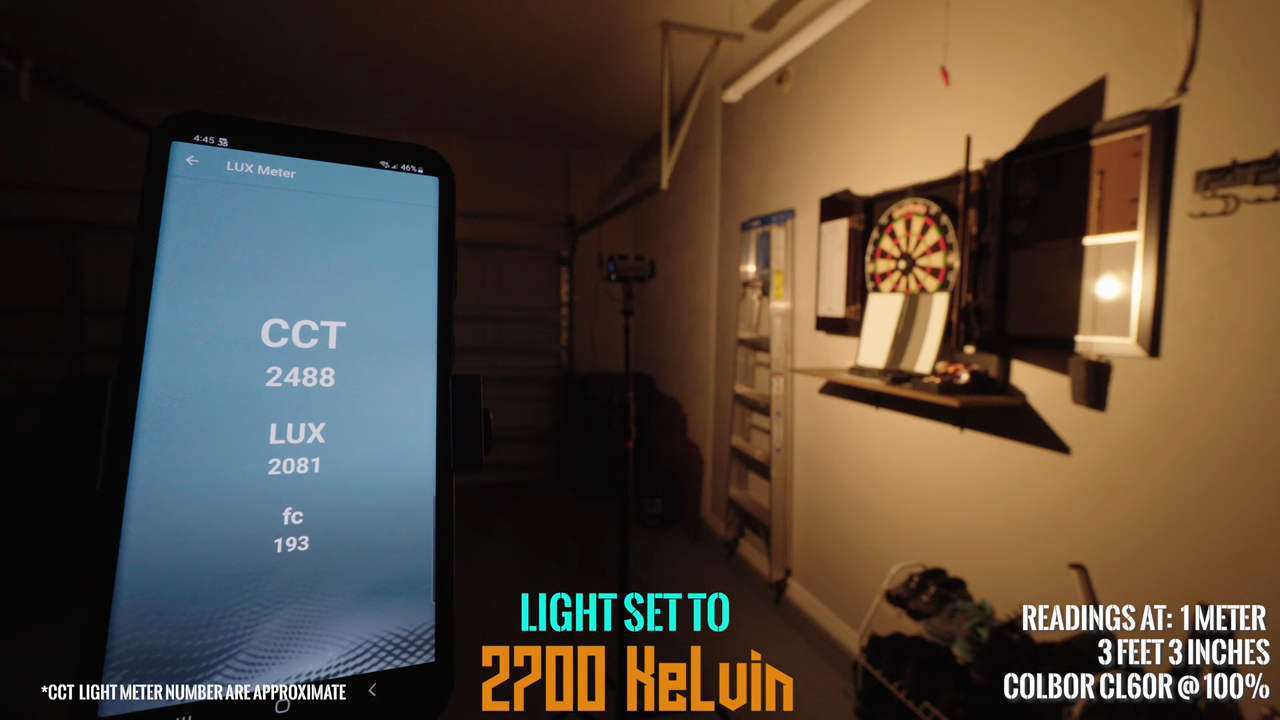 4:45
46%
LUX Meter
CCT
2488
LUX
2081
fc
193
LIGHT SET TO
2700 KeLvin
*CCT LIGHT METER NUMBER ARE APPROXIMATE
READINGS AT: 1 METER
3 FEET 3 INCHES
COLBOR CL60R @ 100%